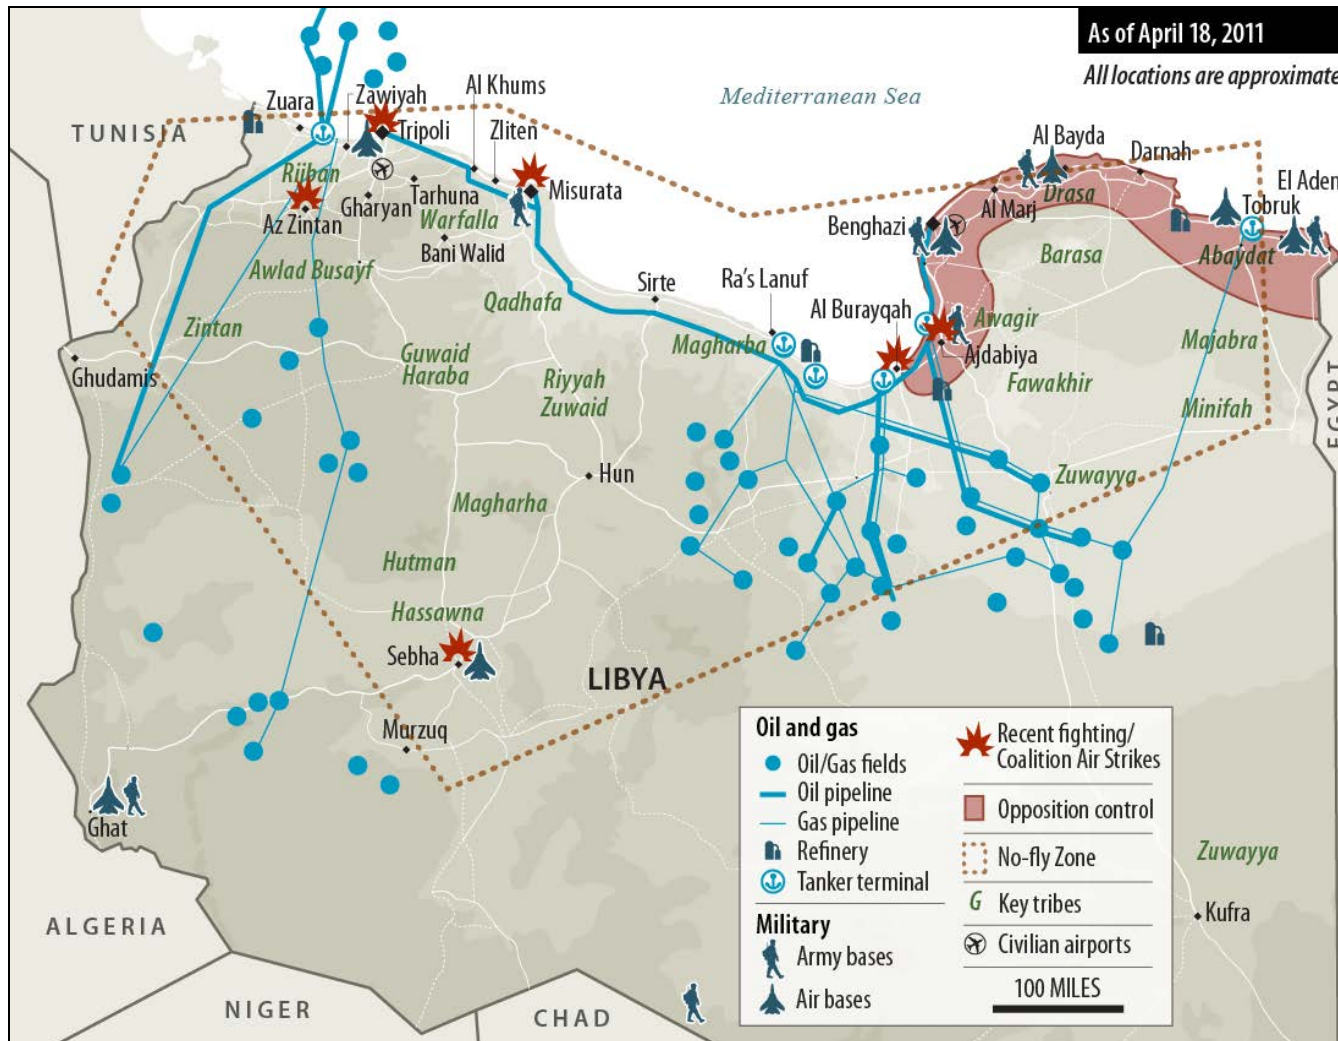 As of April 18, 2011
All locations are approximate
Mediterranean Sea
TUNISIA
Zuara
Zawiyah
Al Khums
Tripoli
Zliten
Misurata
Riiban
Az Zintan
Gharyan
Tarhuna
Warfalla
Bani Walid
Awlad Busayf
Qadhafa
Zintan
Sirte
Ra's Lanuf
Magharba
Al Burayqah
Benghazi
Al Bayda
Darnah
Drasa
Al Marj
El Adem
Tobruk
Abaydat
Barasa
Awagir
Ajdabiya
Fawakhir
Majabra
Minifah
EGYPT
Ghudamis
Guwaid
Haraba
Riyyah
Zuwaid
Zuwayya
Hun
Magharha
Hutman
Hassawna
Sebha
LIBYA
Murzuq
Ghat
ALGERIA
NIGER
CHAD
Zuwayya
Kufra
Oil and gas
Oil/Gas fields
Oil pipeline
Gas pipeline
Refinery
Tanker terminal
Military
Army bases
Air bases
Recent fighting/
Coalition Air Strikes
Opposition control
No-fly Zone
G Key tribes
Civilian airports
100 MILES